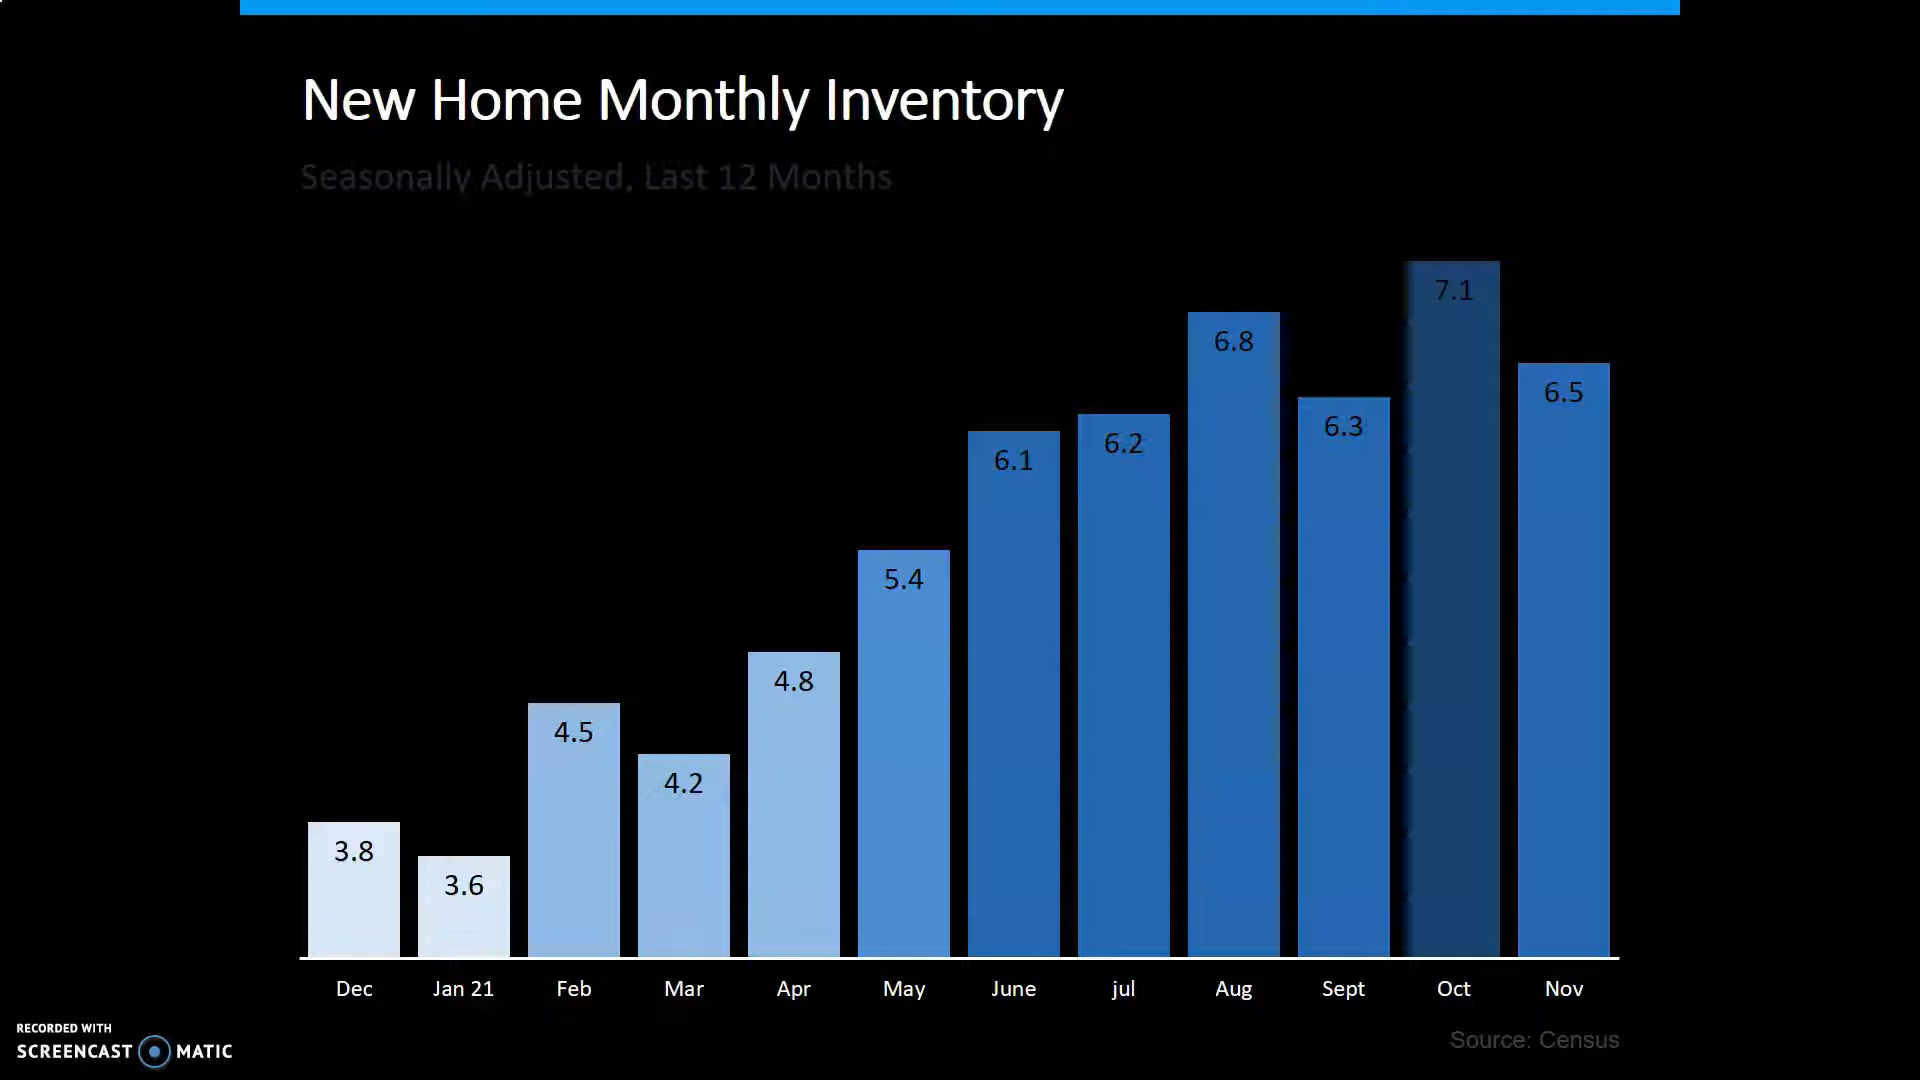 New Home Monthly Inventory
Seasonally Adjusted, Last 12 Months
7.1
6.8
6.5
6.3
6.2
6.1
5.4
4.8
4.5
4.2
3.8
3.6
Dec Jan 21 Feb Mar Apr May June jul Aug Sept Oct Nov
Source: Census
RECORDED WITH
SCREENCAST MATIC